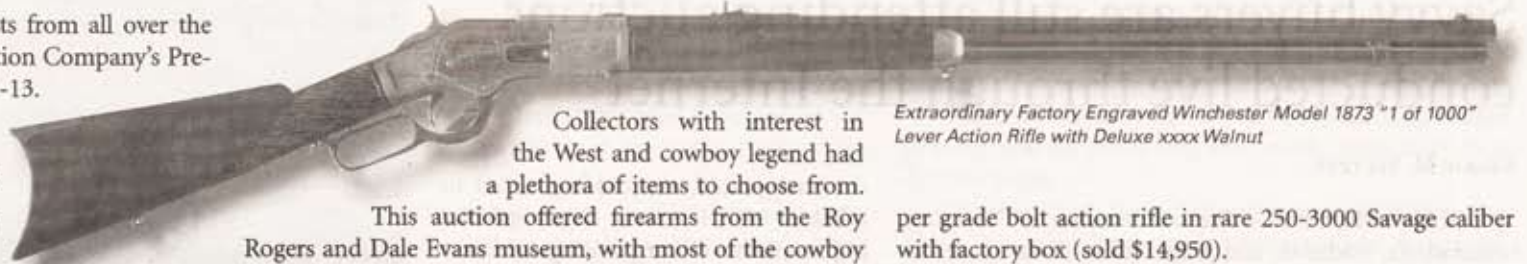 ts from all over the
tion Company's Pre-
-13.
Collectors with interest in
the West and cowboy legend had
a plethora of items to choose from.
This auction offered firearms from the Roy
Rogers and Dale Evans museum, with most of the cowboy
Extraordinary Factory Engraved Winchester Model 1873 "1 of 1000"
Lever Action Rifle with Deluxe xxxx Walnut
per grade bolt action rifle in rare 250-3000 Savage caliber
with factory box (sold $14,950).